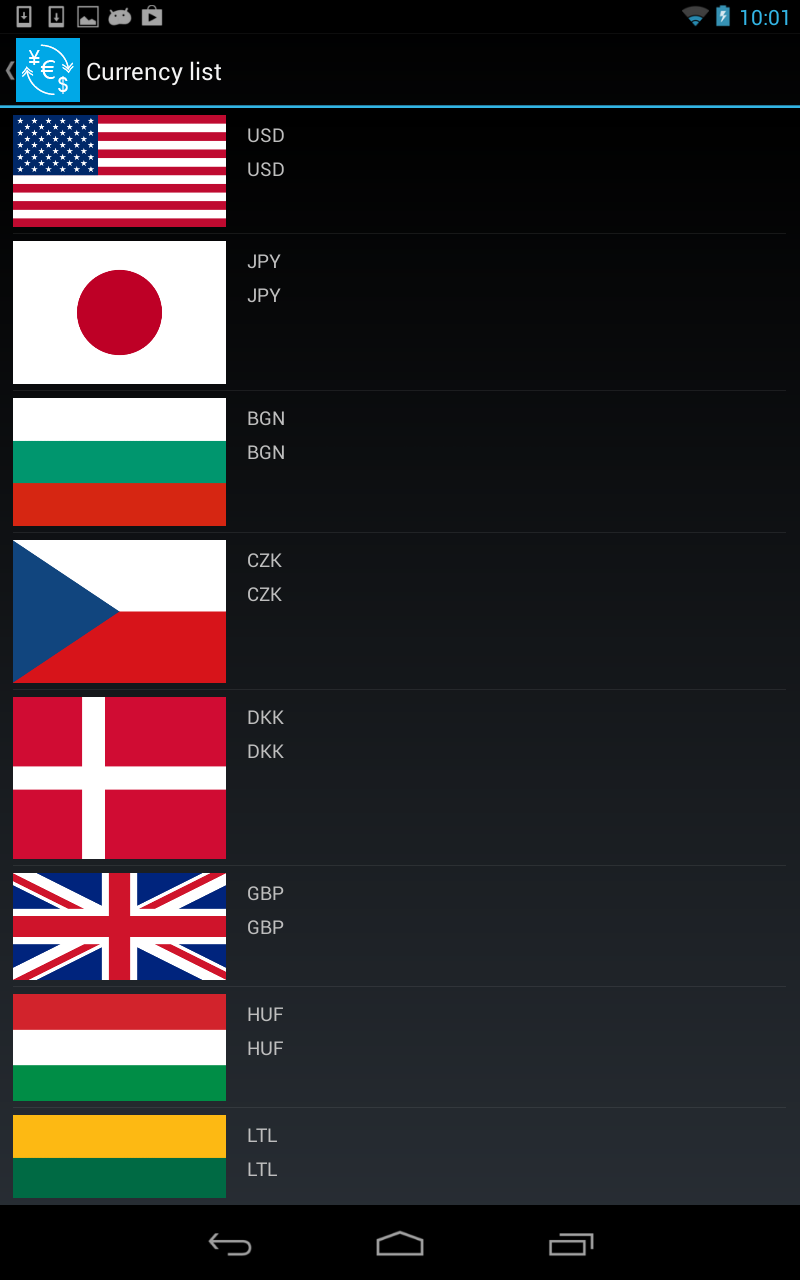 10:01
¥€$
Currency list
USD
USD
JPY
JPY
BGN
BGN
CZK
CZK
DKK
DKK
GBP
GBP
HUF
HUF
LTL
LTL